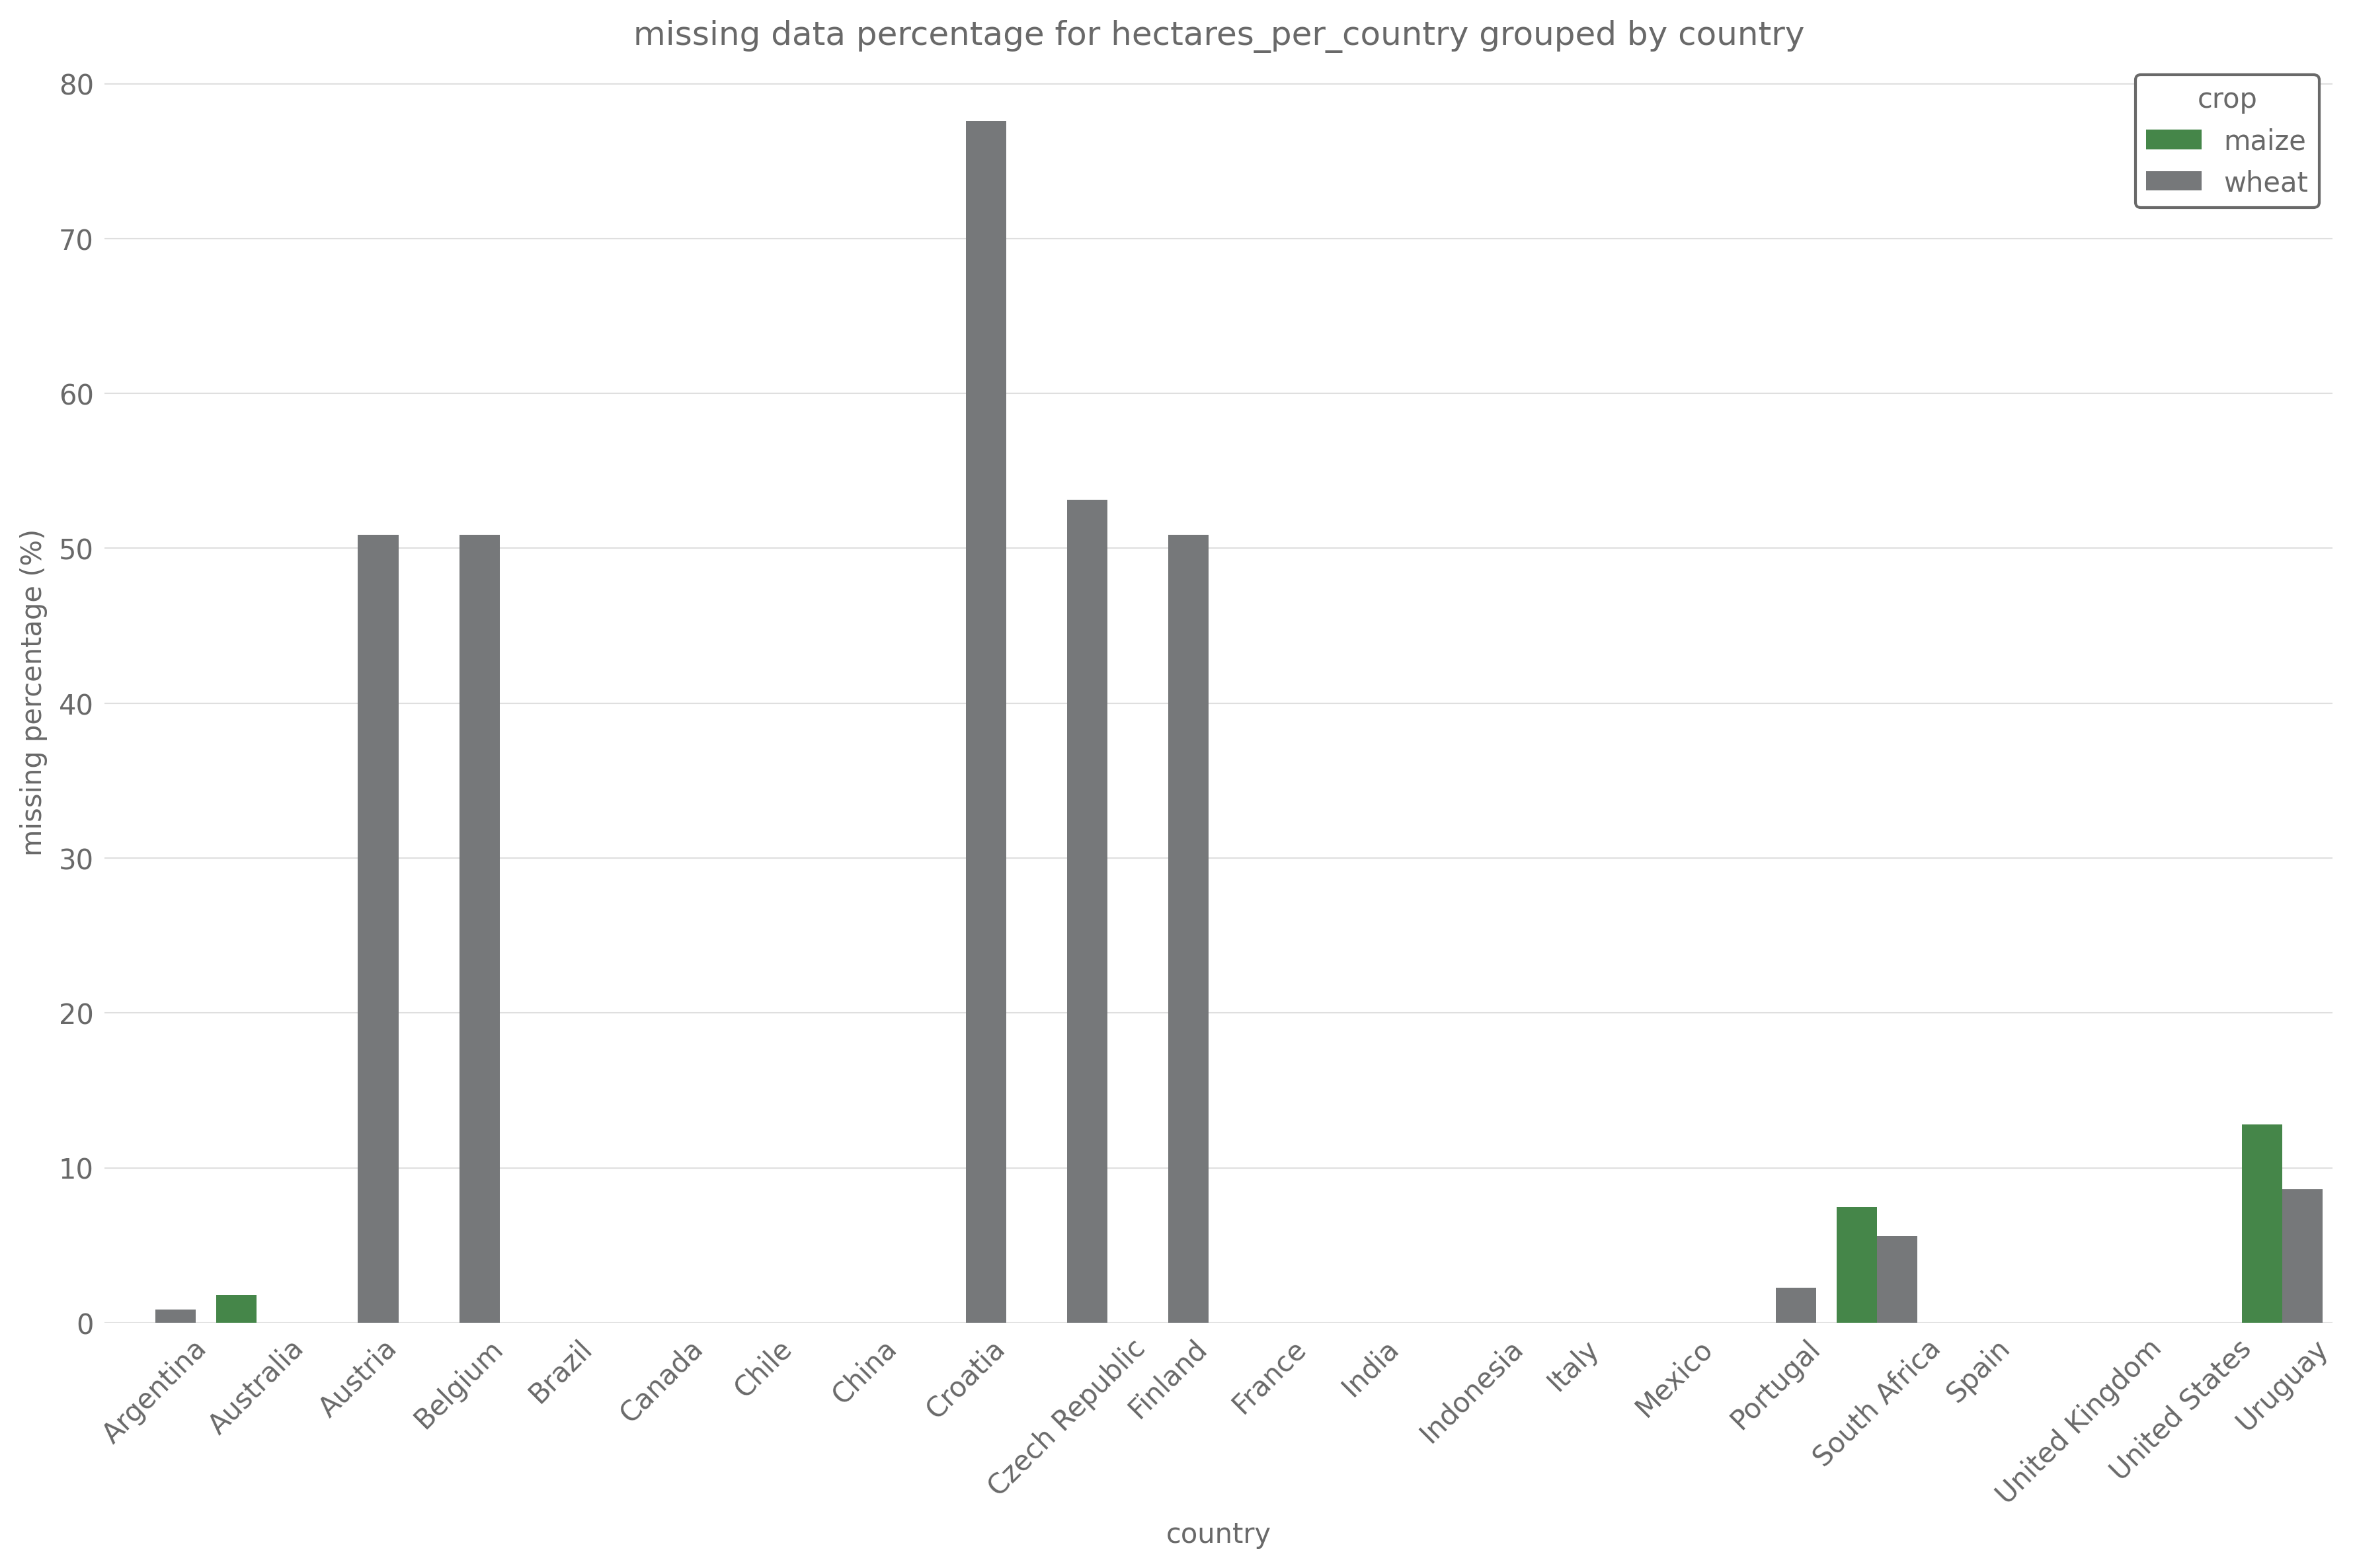 missing data percentage for hectares_per_country grouped by country
crop
maize
wheat
missing percentage (%)
80
70
60
50
40
30
20
10
0
Argentina
Australia
Austria
Belgium
Brazil
Canada
Chile
China
Croatia
Czech Republic
Finland
France
India
Indonesia
Italy
Mexico
Portugal
South Africa
Spain
United Kingdom
United States
Uruguay
country